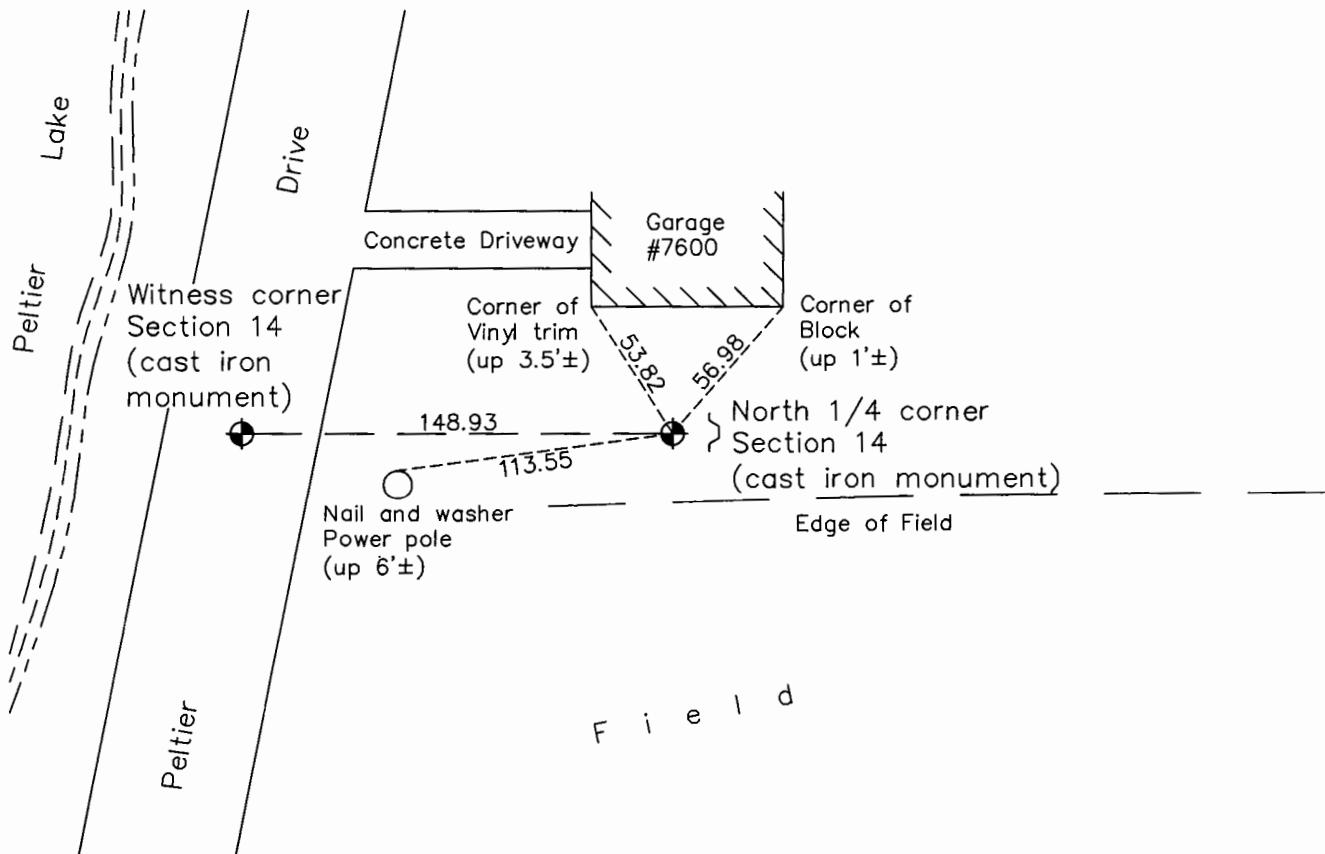 Lake
Peltier
Drive
Peltier
Garage
#7600
Concrete Driveway
Witness corner
Section 14
(cast iron
monument)
Corner of
Vinyl trim
(up 3.5'±)
Corner of
Block
(up 1'±)
53.82
56.98
148.93
113.55
North 1/4 corner
Section 14
(cast iron monument)
Nail and washer
Power pole
(up 6'±)
Edge of Field
Field